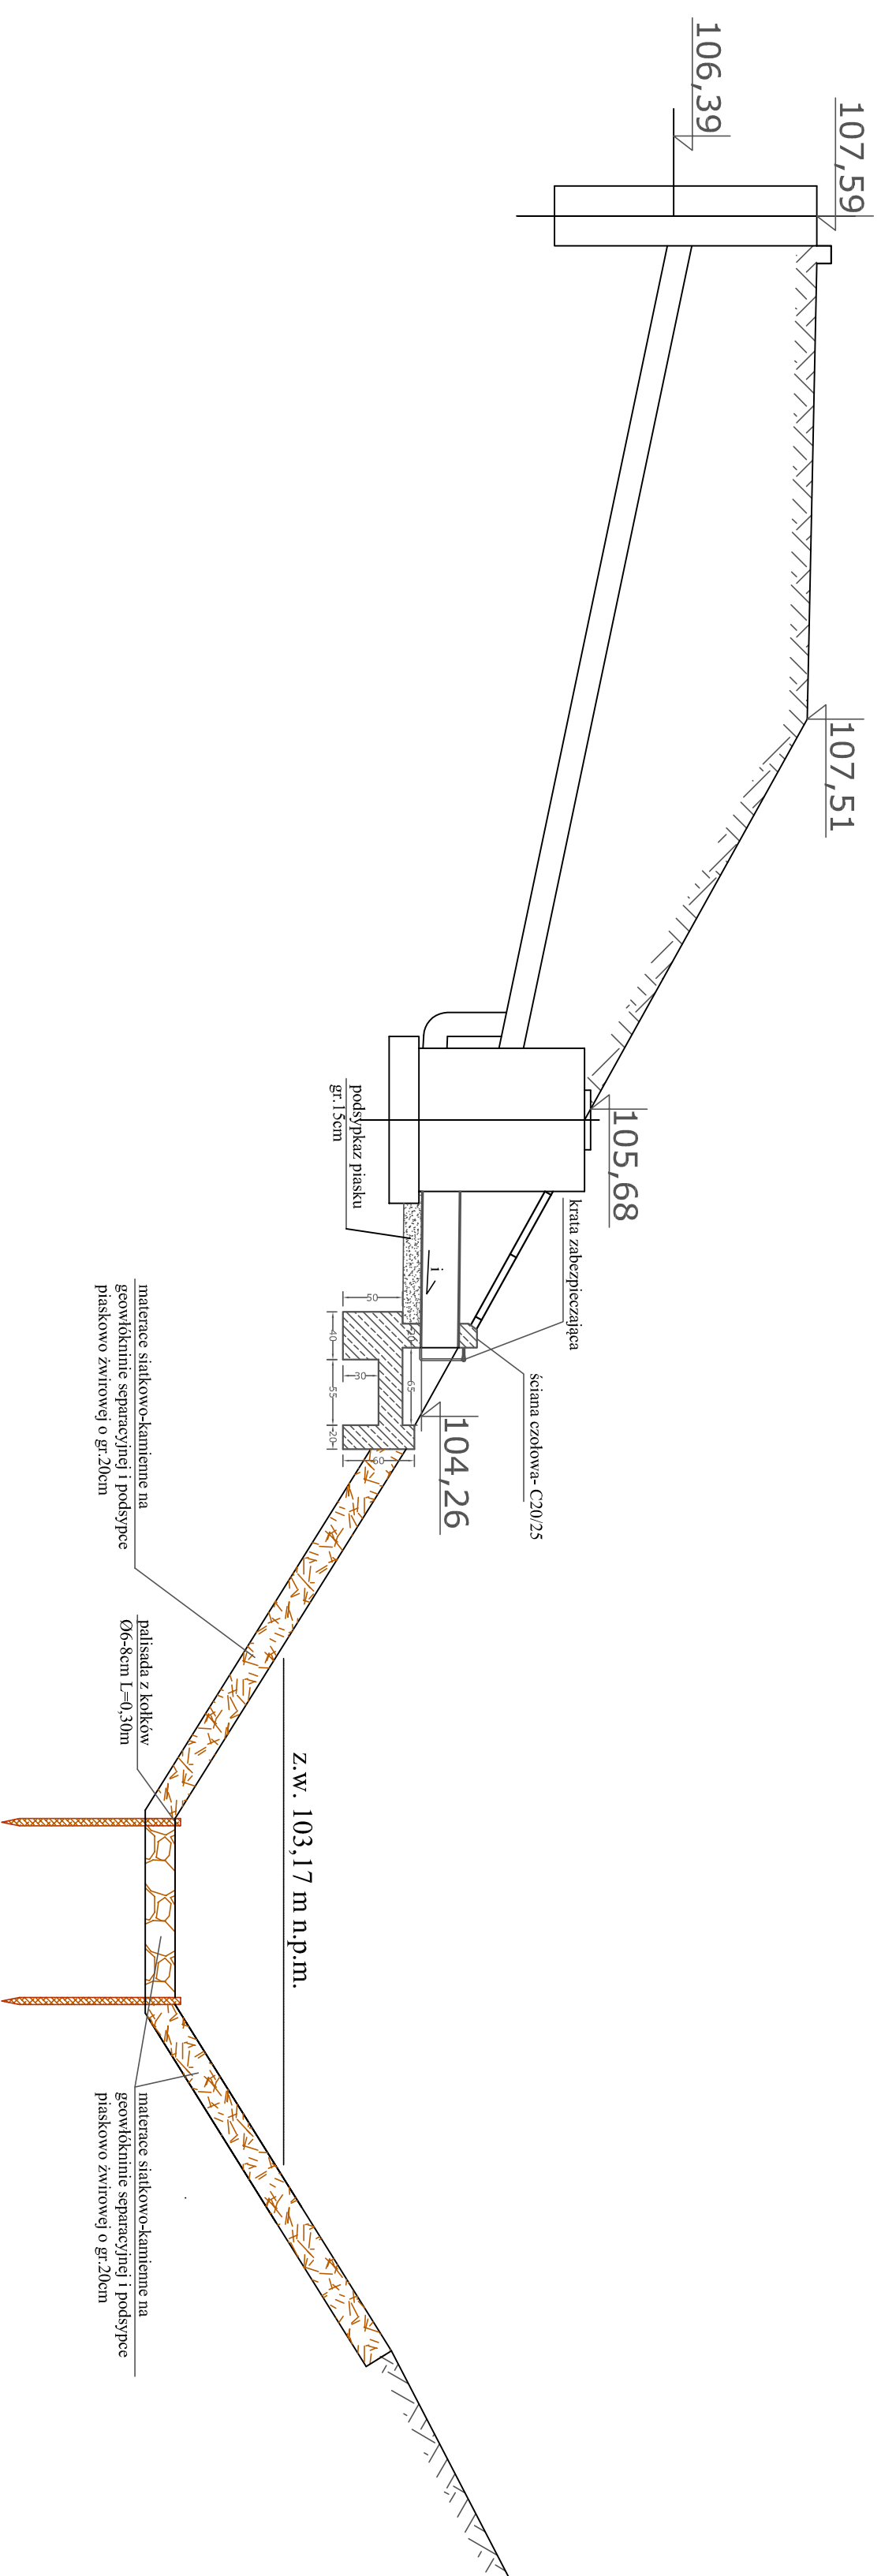 107,59
106,39
107,51
105,68
krata zabezpieczająca
ściana czołowa- C20/25
104,26
podsypkaz piasku
gr.15cm
i
50
40
20
30
65
55
20
60
materace siatkowo-kamienne na
geowłókninie separacyjnej i podsypce
piaskowo żwirowej o gr.20cm
palisada z kołków
Ø6-8cm L=0,30m
z.w. 103,17 m n.p.m.
materace siatkowo-kamienne na
geowłókninie separacyjnej i podsypce
piaskowo żwirowej o gr.20cm